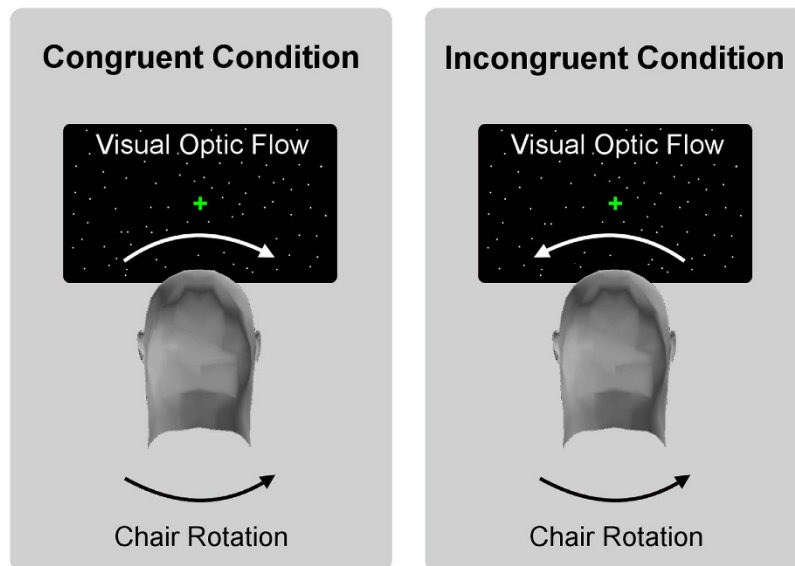 Congruent Condition
Visual Optic Flow
Chair Rotation
Incongruent Condition
Visual Optic Flow
Chair Rotation